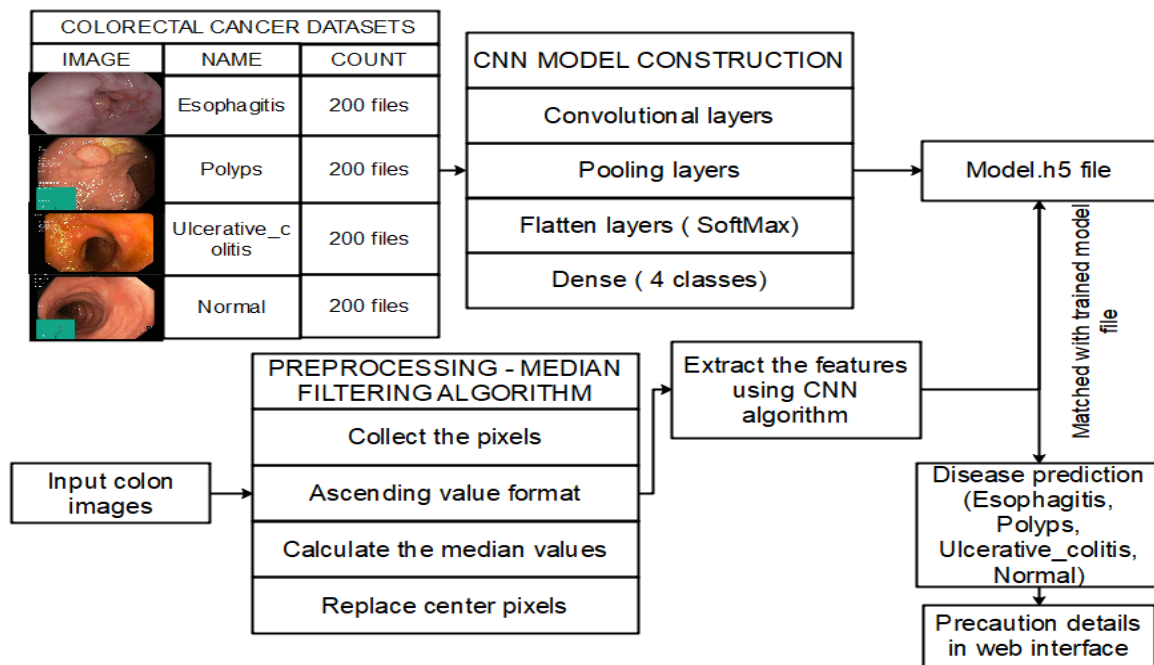 COLORECTAL CANCER DATASETS
IMAGE NAME COUNT
Esophagitis 200 files
Polyps 200 files
Ulcerative_c
olitis
200 files
Normal 200 files
CNN MODEL CONSTRUCTION
Convolutional layers
Pooling layers
Flatten layers ( SoftMax)
Dense ( 4 classes)
Model.h5 file
Matched with trained model
file
Input colon
images
PREPROCESSING - MEDIAN
FILTERING ALGORITHM
Collect the pixels
Ascending value format
Calculate the median values
Replace center pixels
Extract the features
using CNN
algorithm
Disease prediction
(Esophagitis,
Polyps,
Ulcerative_colitis,
Normal)
Precaution details
in web interface